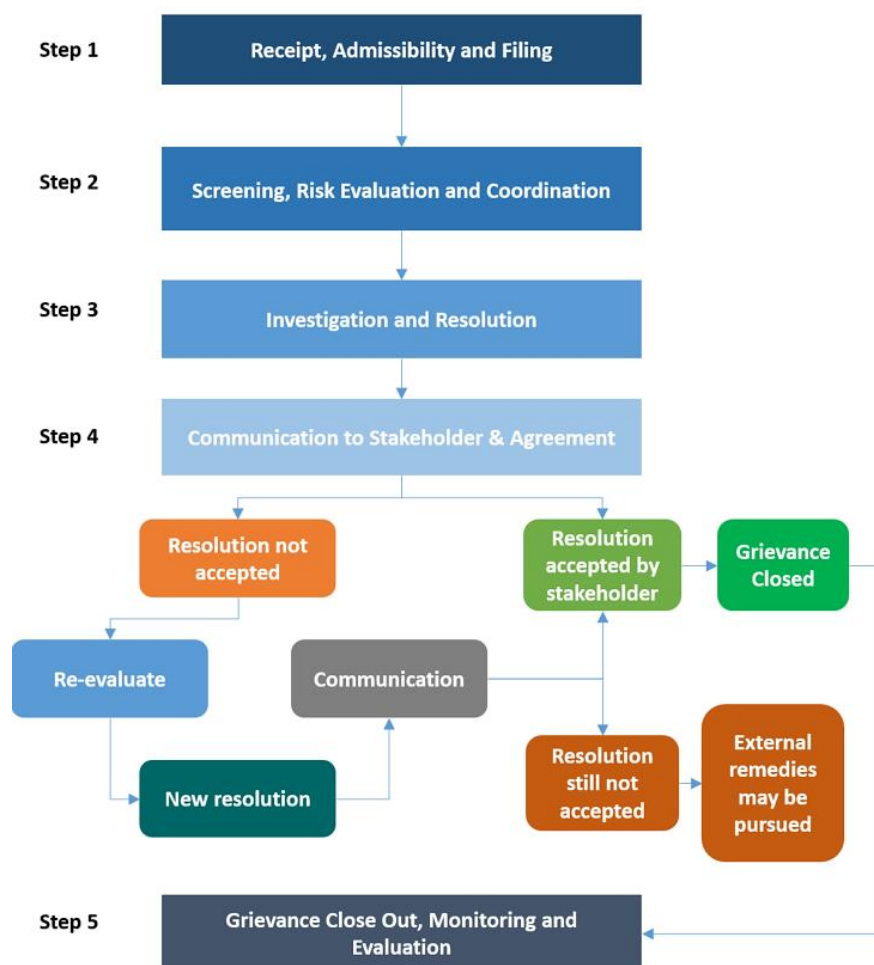 Step 1
Receipt, Admissibility and Filing
Step 2
Screening, Risk Evaluation and Coordination
Step 3
Investigation and Resolution
Step 4
Communication to Stakeholder & Agreement
Resolution not
accepted
Resolution
accepted by
stakeholder
Grievance
Closed
Re-evaluate
Communication
New resolution
Resolution
still not
accepted
External
remedies
may be
pursued
Step 5
Grievance Close Out, Monitoring and
Evaluation